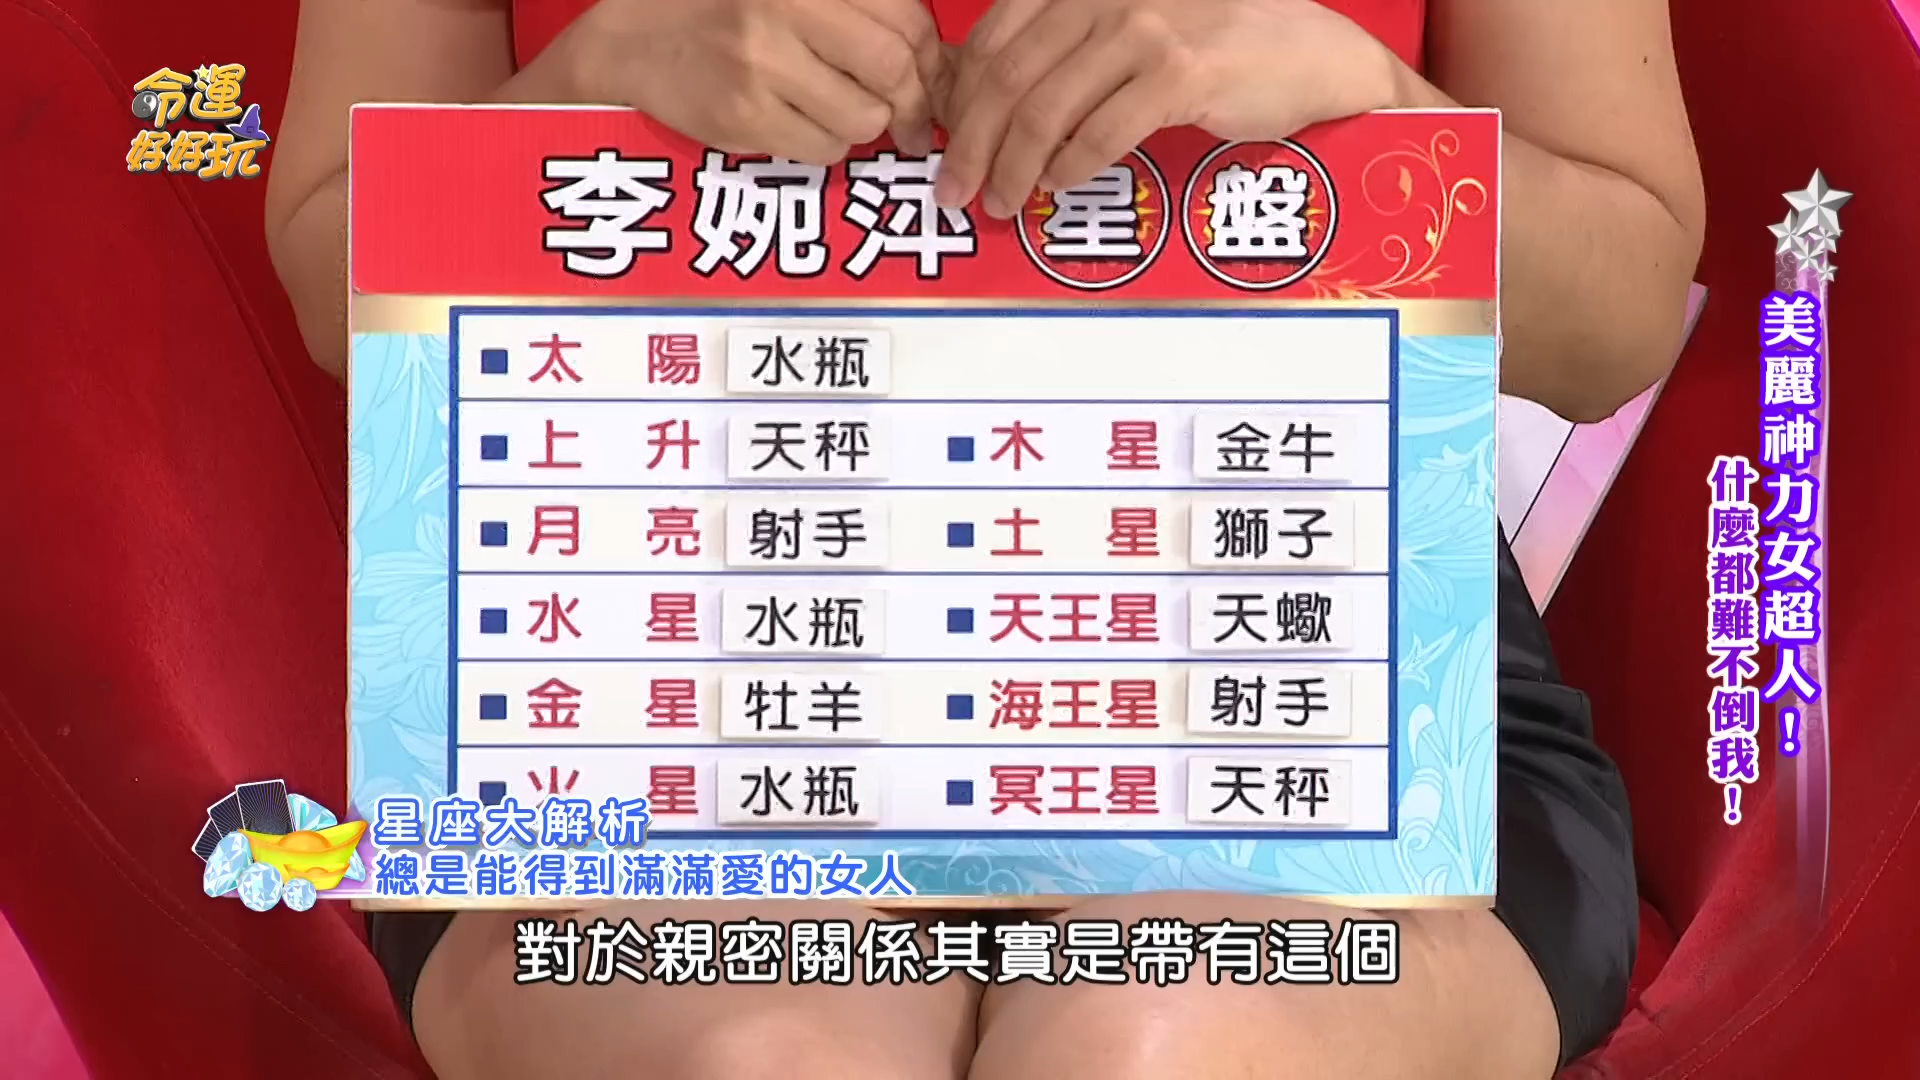 命運
好好玩
李婉萍星盤
太陽 水瓶
上升 天秤 木星 金牛
月亮 射手 土星 獅子
水星 水瓶 天王星 天蠍
金星 牡羊 海王星 射手
火星 水瓶 冥王星 天秤
美麗神力女超人！
什麼都難不倒我！
星座大解析
總是能得到滿滿愛的女人
對於親密關係其實是帶有這個